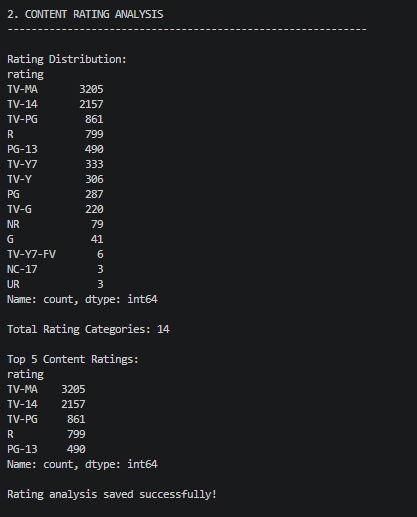 2. CONTENT RATING ANALYSIS
------------------------------------------------------------
Rating Distribution:
rating
TV-MA       3205
TV-14       2157
TV-PG        861
R            799
PG-13        490
TV-Y7        333
TV-Y         306
PG           287
TV-G         220
NR            79
G             41
TV-Y7-FV       6
NC-17          3
UR             3
Name: count, dtype: int64
Total Rating Categories: 14
Top 5 Content Ratings:
rating
TV-MA    3205
TV-14    2157
TV-PG     861
R         799
PG-13     490
Name: count, dtype: int64
Rating analysis saved successfully!